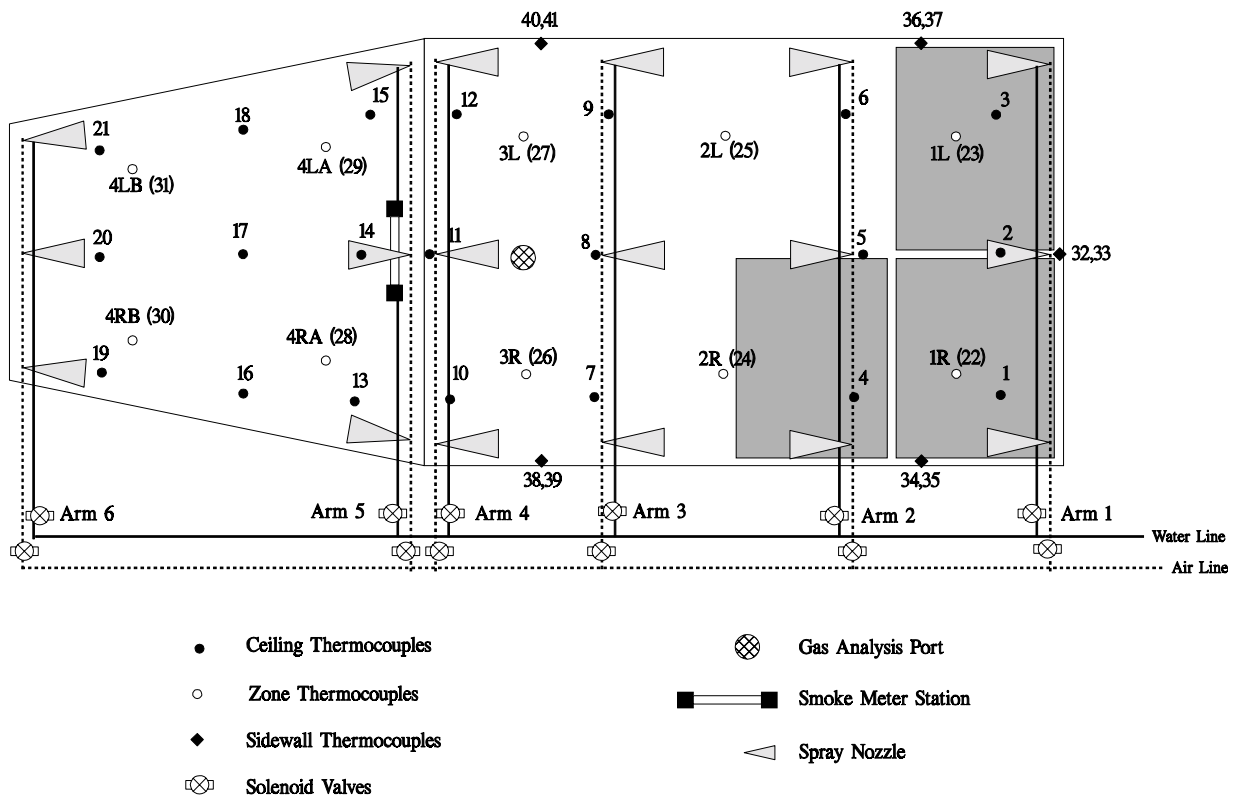 40,41
36,37
15
12
9
6
3
18
21
4LA (29)
3L (27)
2L (25)
1L (23)
4LB (31)
20
17
14
11
8
5
2
32,33
4RB (30)
4RA (28)
3R (26)
2R (24)
1R (22)
19
16
13
10
7
4
1
38,39
34,35
Arm 6
Arm 5
Arm 4
Arm 3
Arm 2
Arm 1
Water Line
Air Line
Ceiling Thermocouples
Zone Thermocouples
Sidewall Thermocouples
Solenoid Valves
Gas Analysis Port
Smoke Meter Station
Spray Nozzle